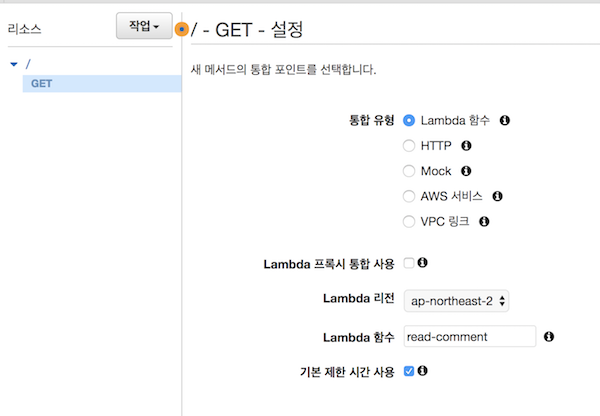 리소스
작업
/ - GET - 설정
/
GET
새 메서드의 통합 포인트를 선택합니다.
통합 유형 Lambda 함수
HTTP
Mock
AWS 서비스
VPC 링크
Lambda 프록시 통합 사용
Lambda 리전 ap-northeast-2
Lambda 함수 read-comment
기본 제한 시간 사용